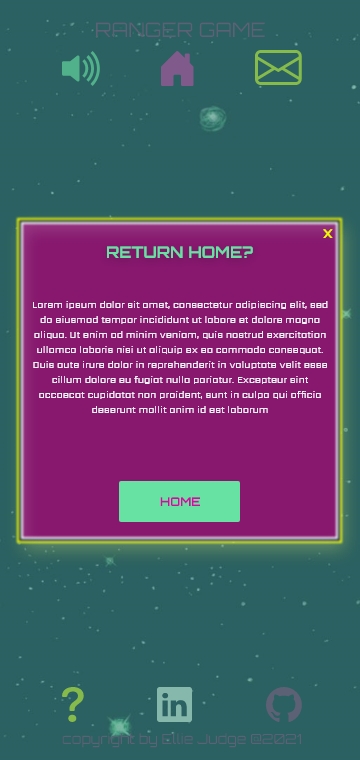 RANGER GAME
X
RETURN HOME?
Lorem ipsum dolor sit amet, consectetur adipiscing elit, sed
do eiusmod tempor incididunt ut labore et dolore magna
aliqua. Ut enim ad minim veniam, quis nostrud exercitation
ullamco laboris nisi ut aliquip ex ea commodo consequat.
Duis aute irure dolor in reprehenderit in voluptate velit esse
cillum dolore eu fugiat nulla pariatur. Excepteur sint
occaecat cupidatat non proident, sunt in culpa qui officia
deserunt mollit anim id est laborum
HOME
?
in
copyright by Ellie Judge ©2021